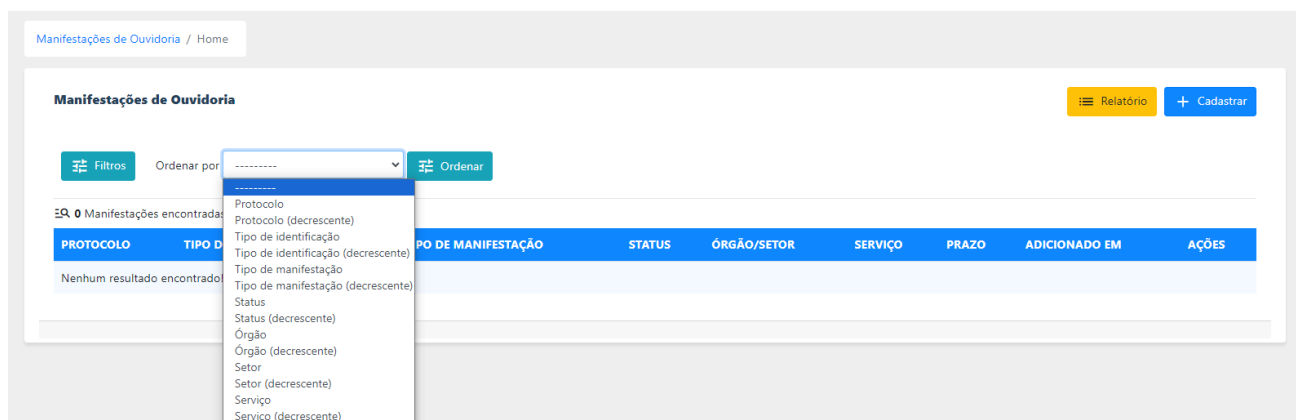 Manifestações de Ouvidoria / Home
Manifestações de Ouvidoria
Relatório
Cadastrar
Filtros
Ordenar por
---------
Ordenar
---------
0 Manifestações encontradas
Protocolo
Protocolo (decrescente)
Tipo de identificação
Tipo de identificação (decrescente)
Tipo de manifestação
Tipo de manifestação (decrescente)
Status
Status (decrescente)
Órgão
Órgão (decrescente)
Setor
Setor (decrescente)
Serviço
Serviço (decrescente)
PROTOCOLO TIPO D PO DE MANIFESTAÇÃO STATUS ÓRGÃO/SETOR SERVIÇO PRAZO ADICIONADO EM AÇÕES
Nenhum resultado encontrado!